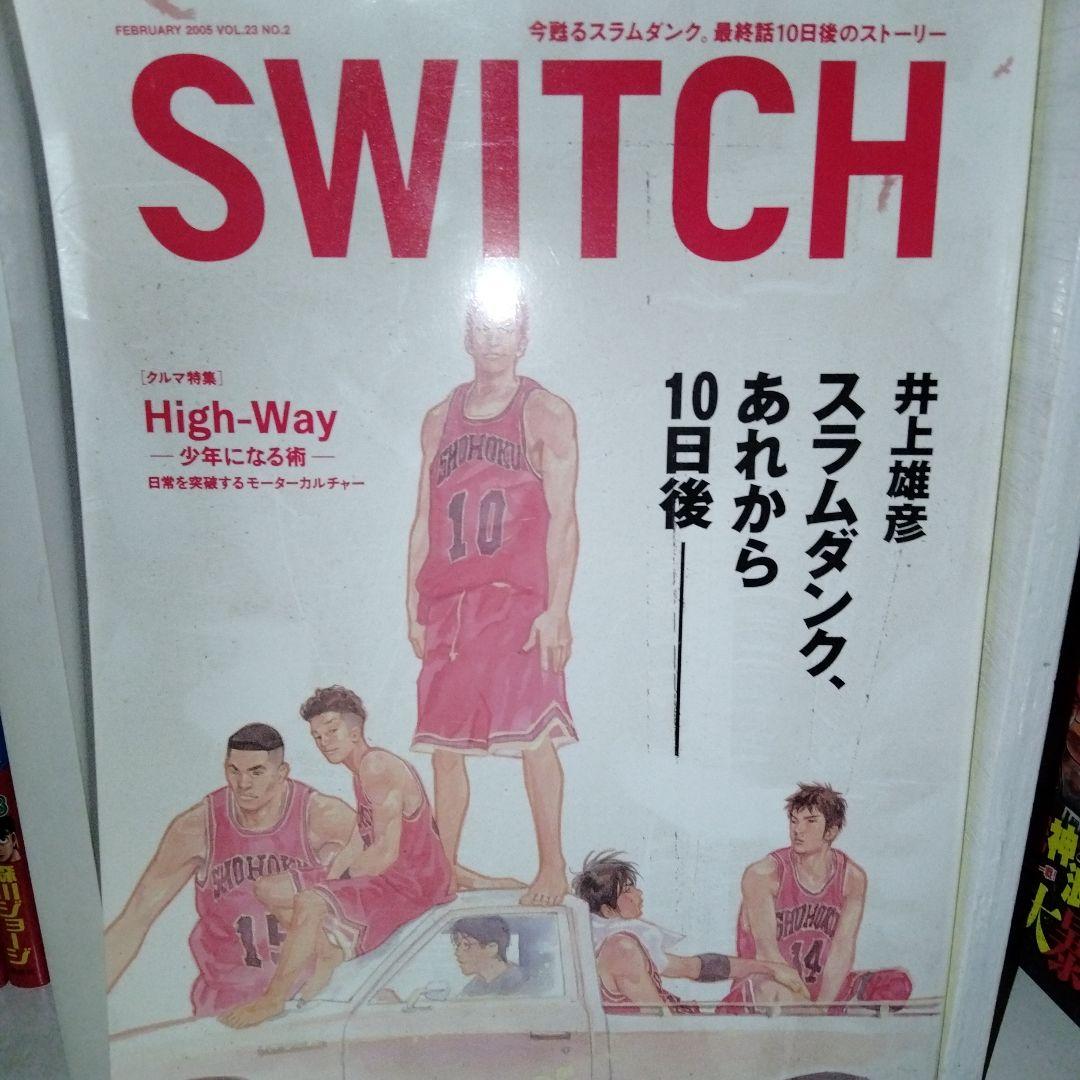 FEBRUARY 2005 VOL.23 NO.2
今甦るスラムダンク。最終話10日後のストーリー
SWITCH
[クルマ特集]
High-Way
─ 少年になる術 ─
日常を突破するモーターカルチャー
井上雄彦
スラムダンク、
あれから
10日後───
SHOHOKU
10
SHOHOKU
15
SHOHOKU
14